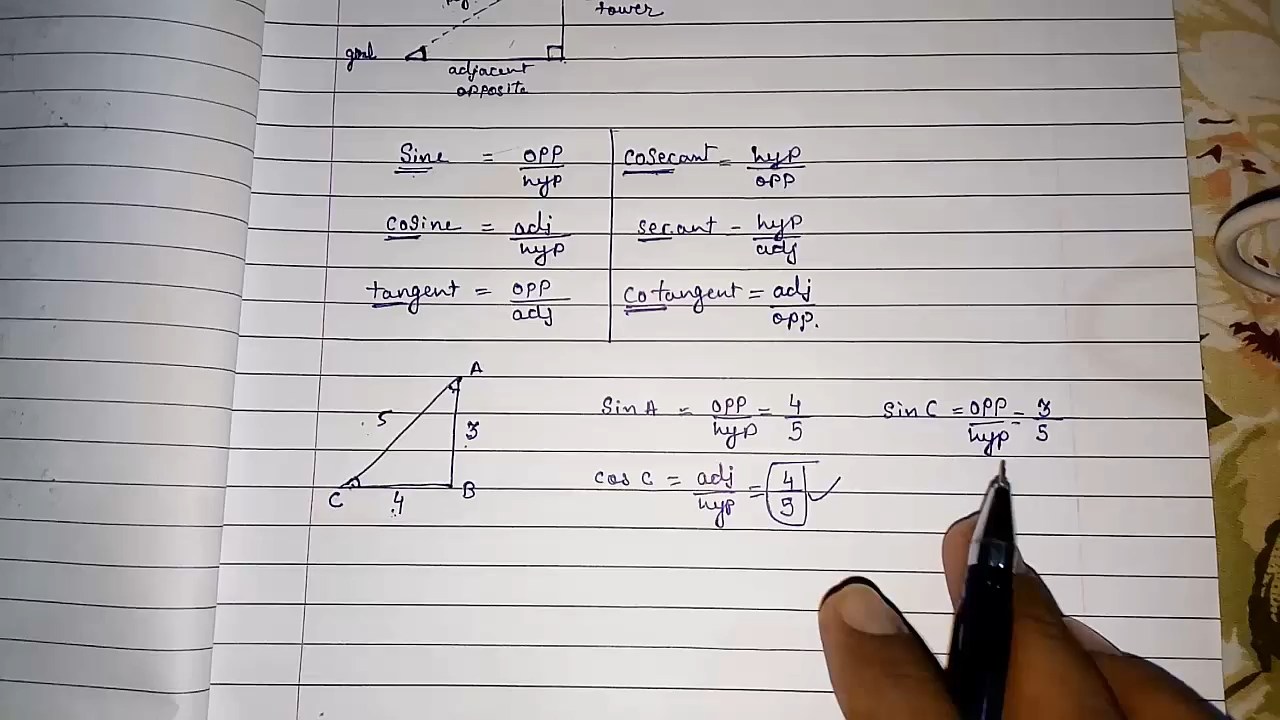 tower
goal
adjacent
opposite
Sine = opp/hyp cosecant = hyp/opp
cosine = adj/hyp secant - hyp/adj
tangent = opp/adj cotangent = adj/opp.
A
5
3
C 4 B
Sin A = opp/hyp = 4/5 Sin C = opp/hyp = 3/5
cos C = adj/hyp = 4/5 ✓